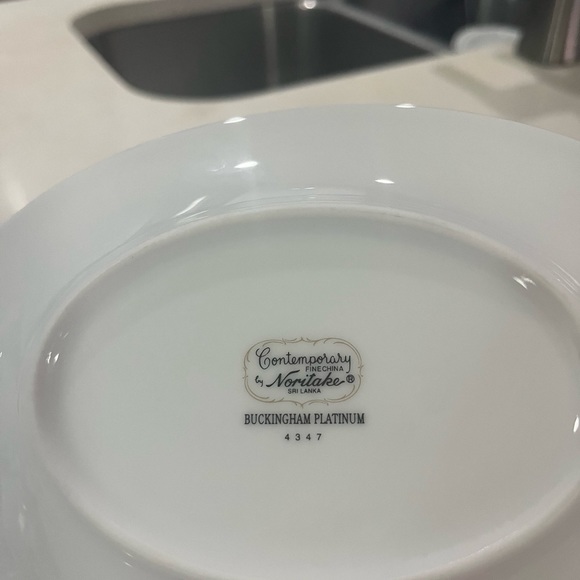 Contemporary
FINE CHINA
by Noritake®
SRI LANKA
BUCKINGHAM PLATINUM
4347